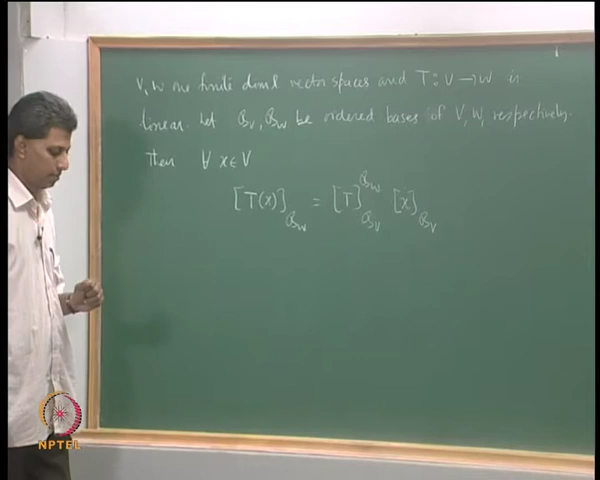 V, W are finite diml vector spaces and T: V → W is
linear. Let B_V, B_W be ordered bases of V, W, respectively.
Then ∀ x ∈ V
[T(x)]_{B_W} = [T]_{B_V}^{B_W} [x]_{B_V}
NPTEL